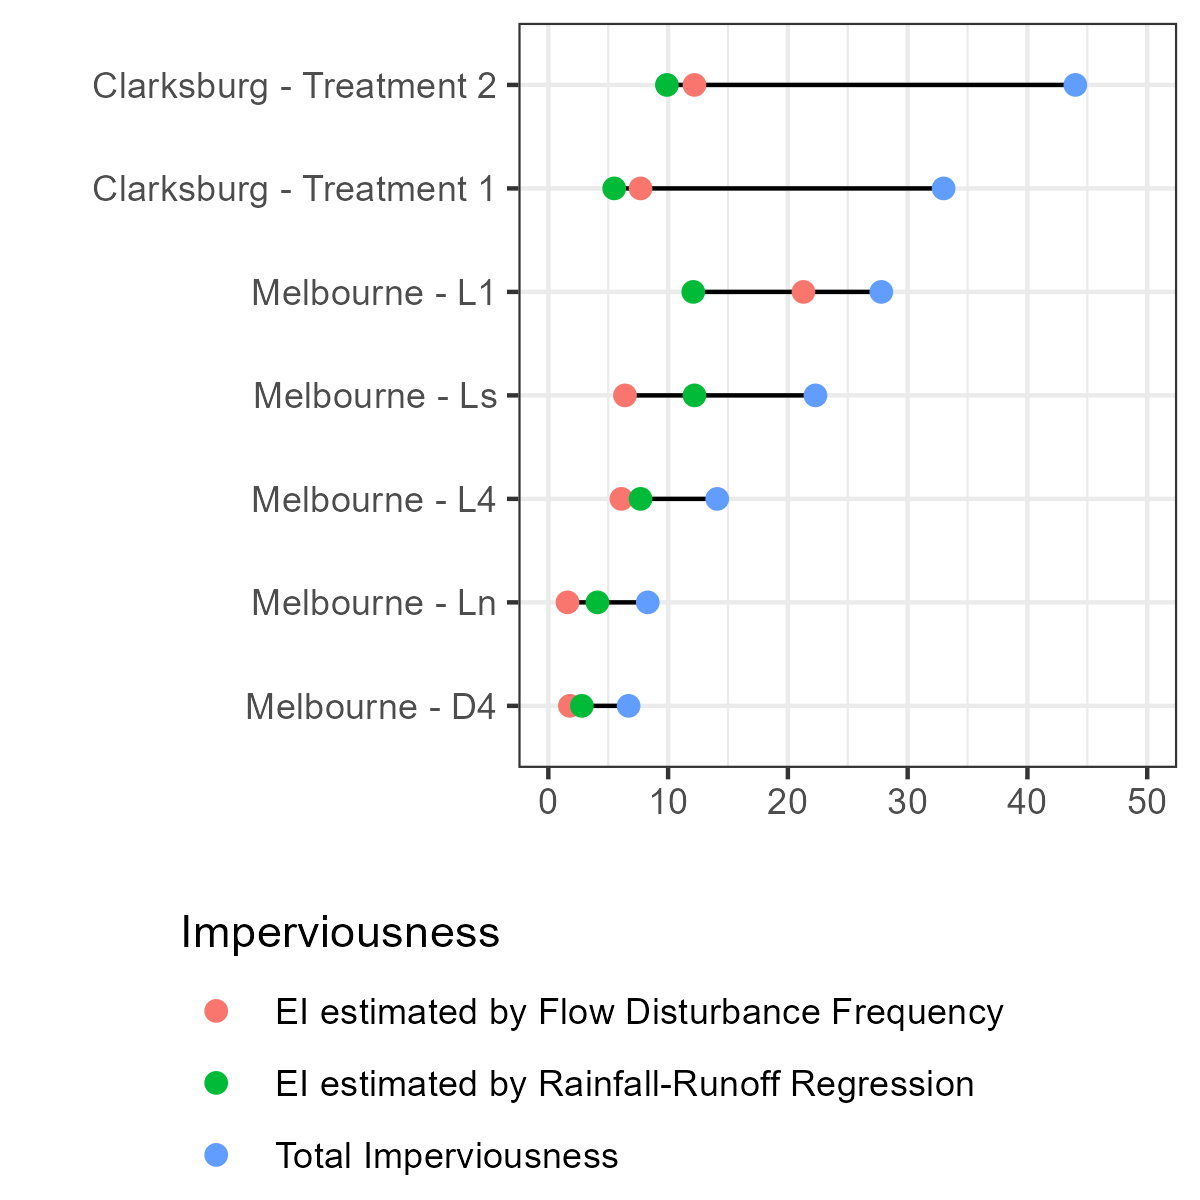 Clarksburg - Treatment 2
Clarksburg - Treatment 1
Melbourne - L1
Melbourne - Ls
Melbourne - L4
Melbourne - Ln
Melbourne - D4
0 10 20 30 40 50
Imperviousness
EI estimated by Flow Disturbance Frequency
EI estimated by Rainfall-Runoff Regression
Total Imperviousness